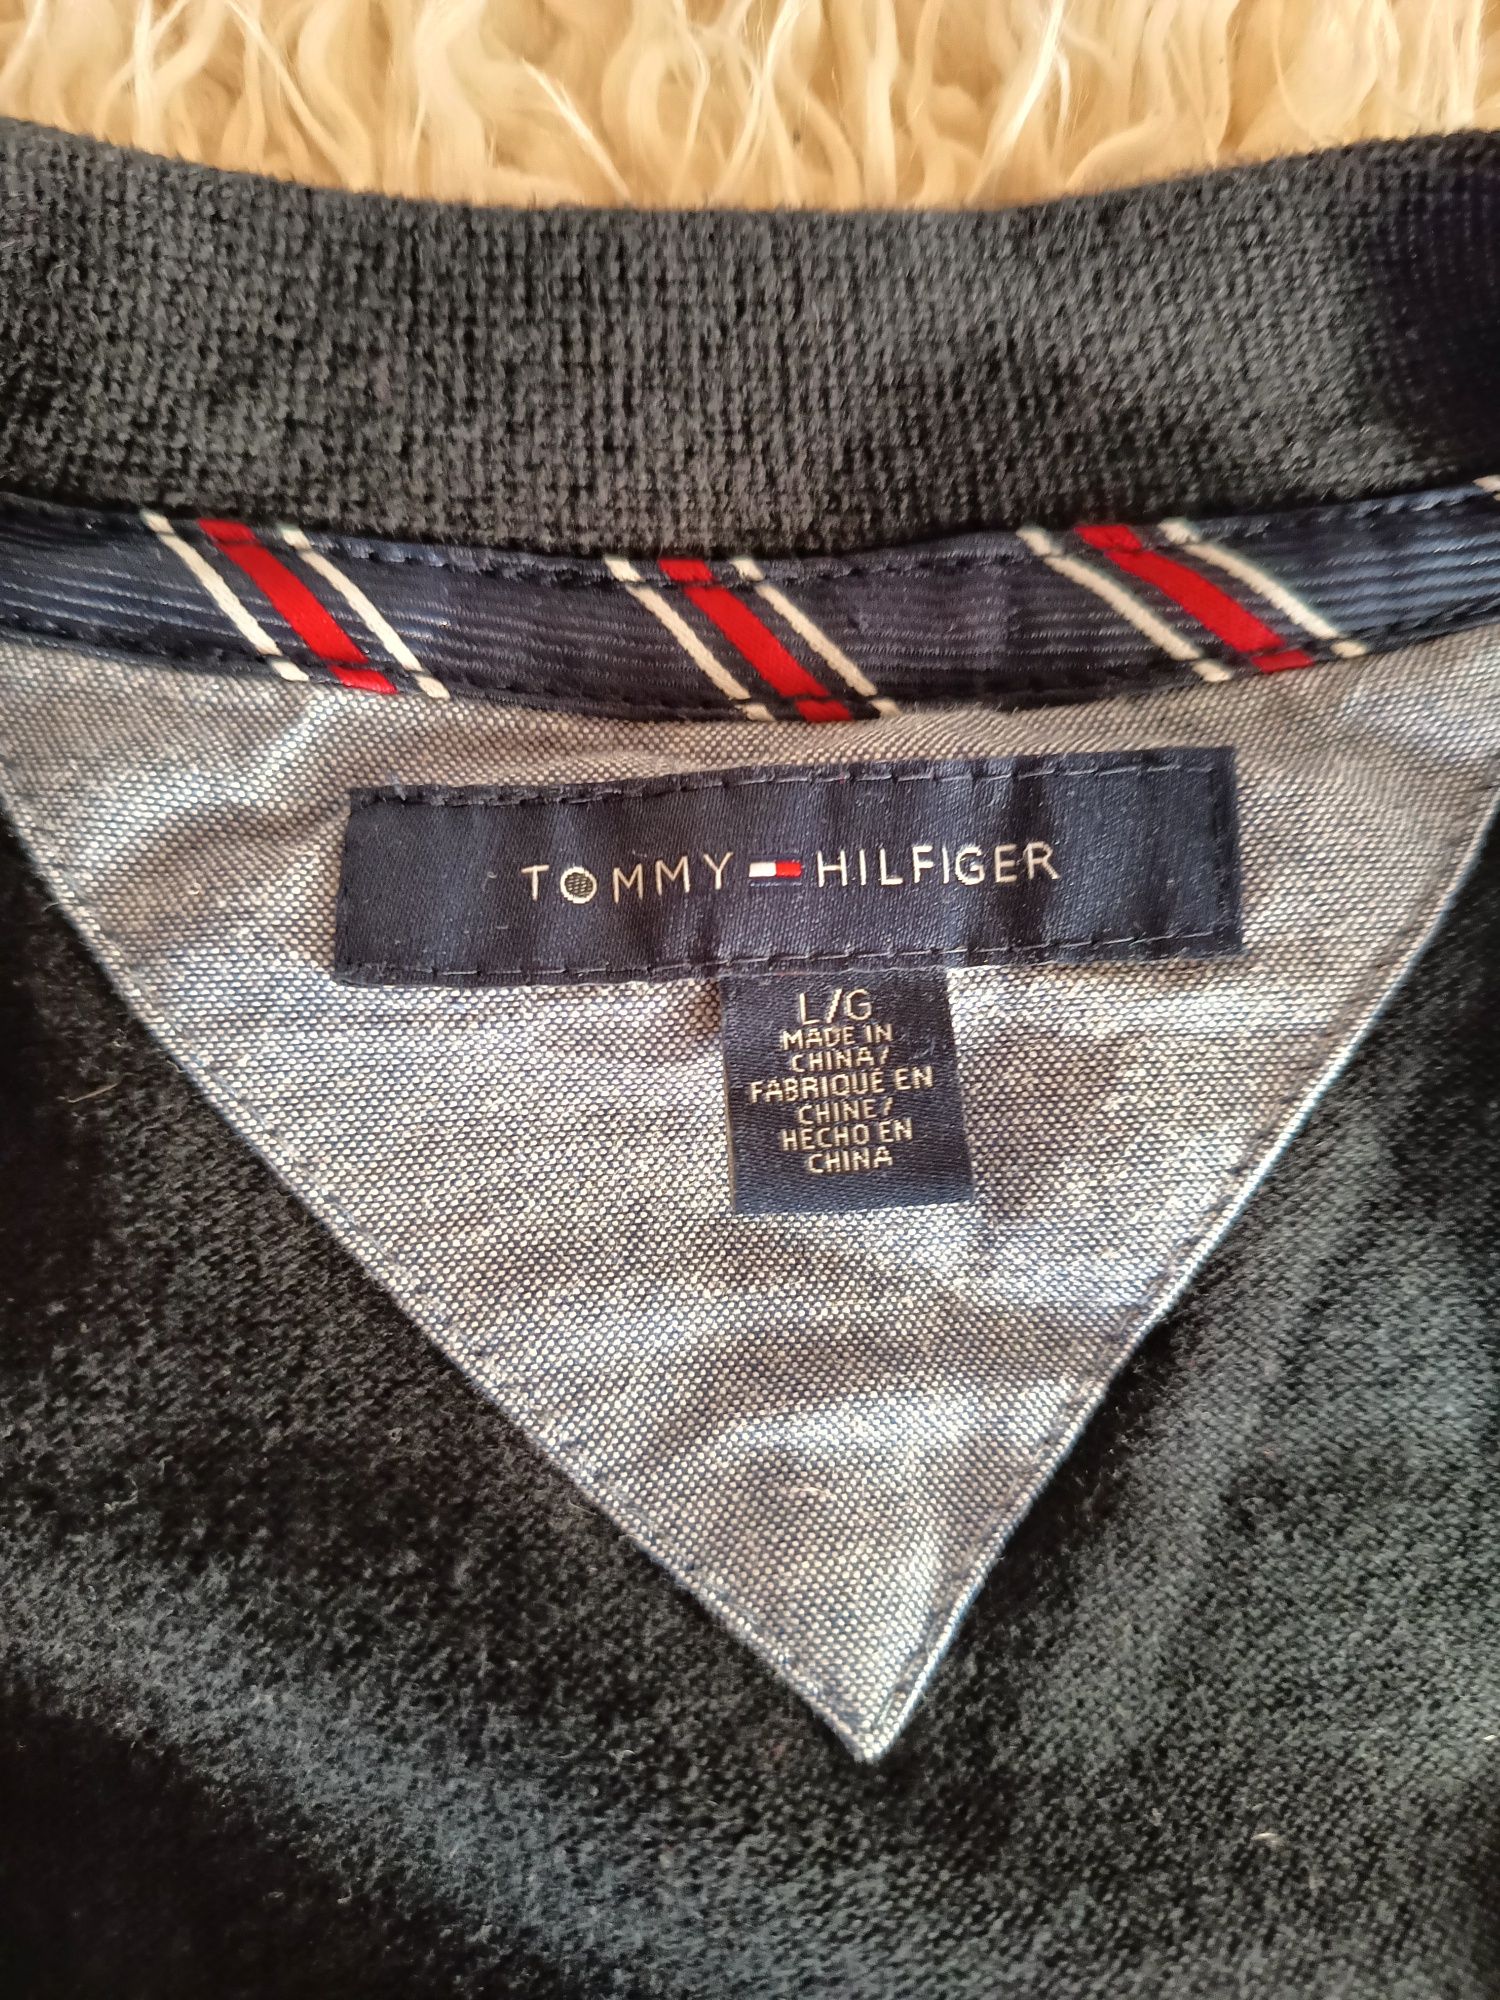 TOMMY HILFIGER
L/G
MADE IN
CHINA/
FABRIQUE EN
CHINE/
HECHO EN
CHINA